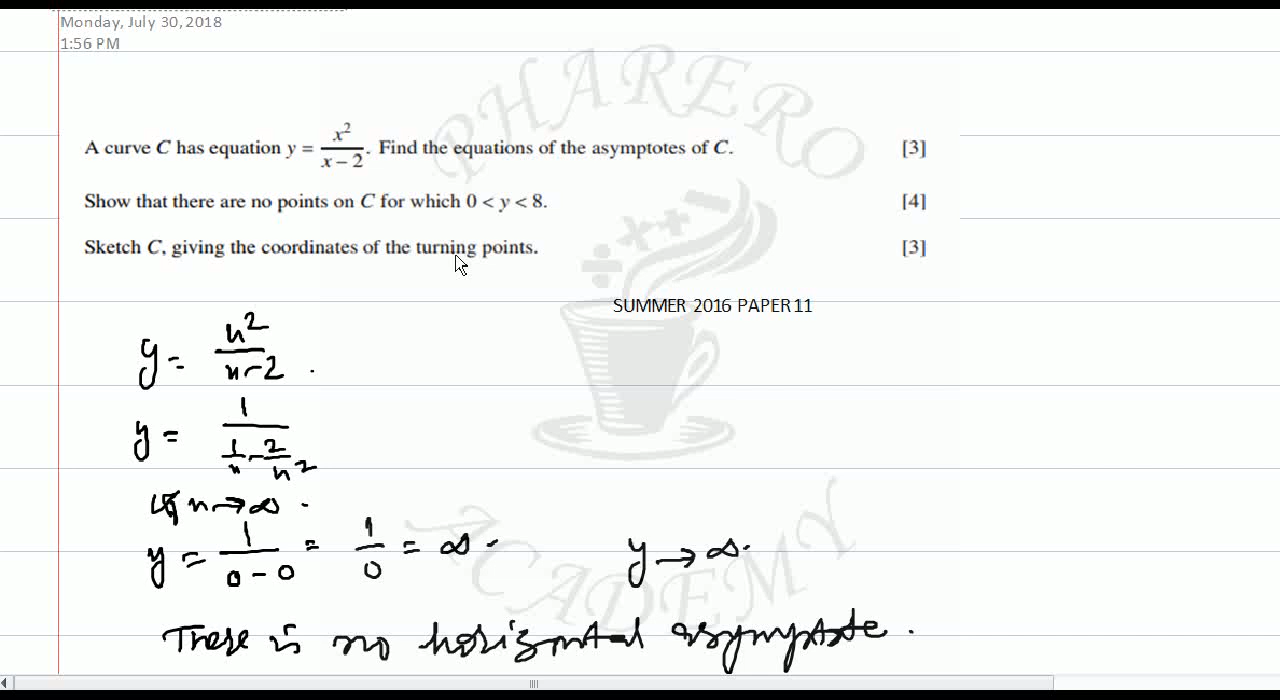 Monday, July 30, 2018
1:56 PM
PHARERO
A curve C has equation y = x²/(x − 2). Find the equations of the asymptotes of C. [3]
Show that there are no points on C for which 0 < y < 8. [4]
Sketch C, giving the coordinates of the turning points. [3]
SUMMER 2016 PAPER 11
y = x²/(x-2) .
y = 1/(1/x - 2/x²)
If x → ∞ .
y = 1/(0 - 0) = 1/0 = ∞ . y → ∞.
There is no horizontal asymptote .
ACADEMY